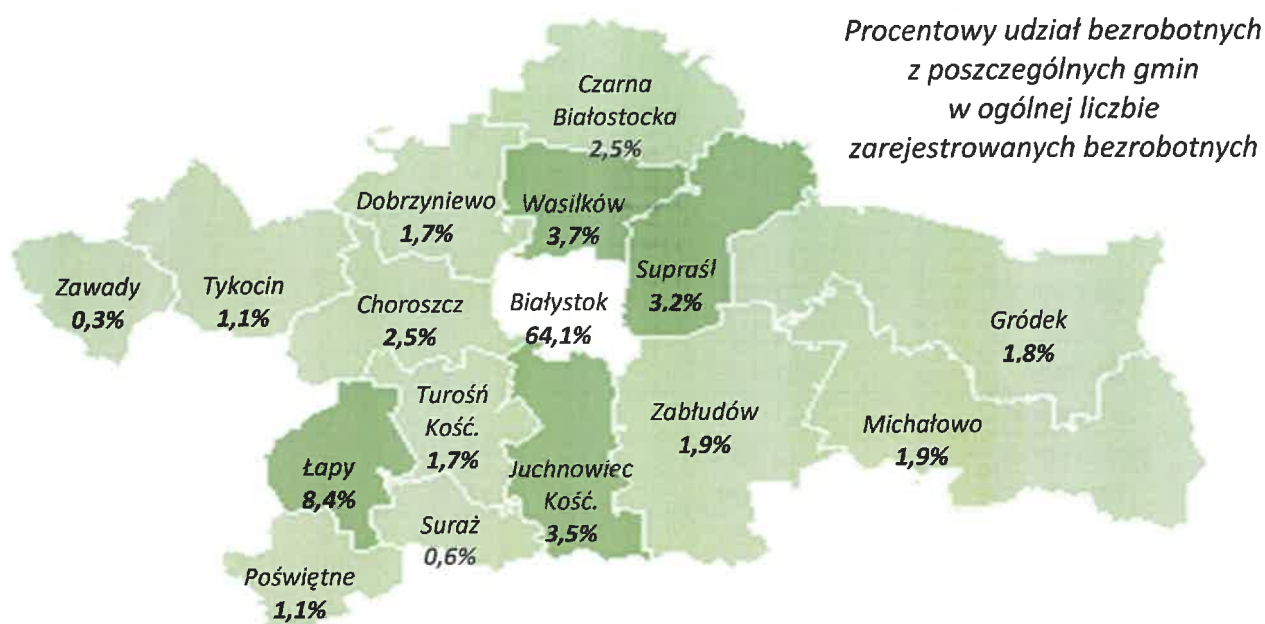 Procentowy udział bezrobotnych
z poszczególnych gmin
w ogólnej liczbie
zarejestrowanych bezrobotnych
Czarna
Białostocka
2,5%
Dobrzyniewo
1,7%
Wasilków
3,7%
Supraśl
3,2%
Zawady
0,3%
Tykocin
1,1%
Choroszcz
2,5%
Białystok
64,1%
Gródek
1,8%
Turośń
Kość.
1,7%
Zabłudów
1,9%
Michałowo
1,9%
Łapy
8,4%
Juchnowiec
Kość.
3,5%
Suraż
0,6%
Poświętne
1,1%